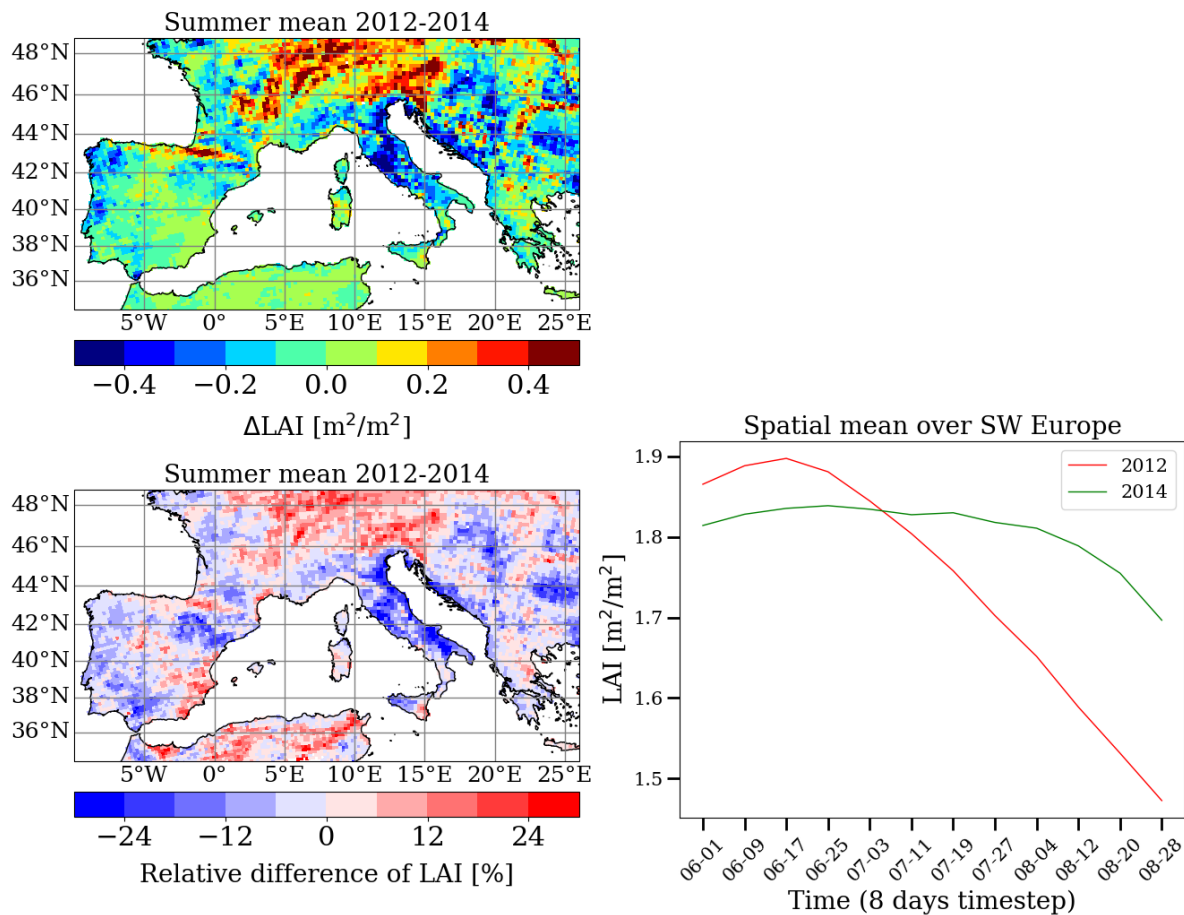 Summer mean 2012-2014
48°N
46°N
44°N
42°N
40°N
38°N
36°N
5°W 0° 5°E 10°E 15°E 20°E 25°E
−0.4 −0.2 0.0 0.2 0.4
ΔLAI [m²/m²]
Summer mean 2012-2014
48°N
46°N
44°N
42°N
40°N
38°N
36°N
5°W 0° 5°E 10°E 15°E 20°E 25°E
−24 −12 0 12 24
Relative difference of LAI [%]
Spatial mean over SW Europe
2012
2014
LAI [m²/m²]
1.9
1.8
1.7
1.6
1.5
06-01 06-09 06-17 06-25 07-03 07-11 07-19 07-27 08-04 08-12 08-20 08-28
Time (8 days timestep)